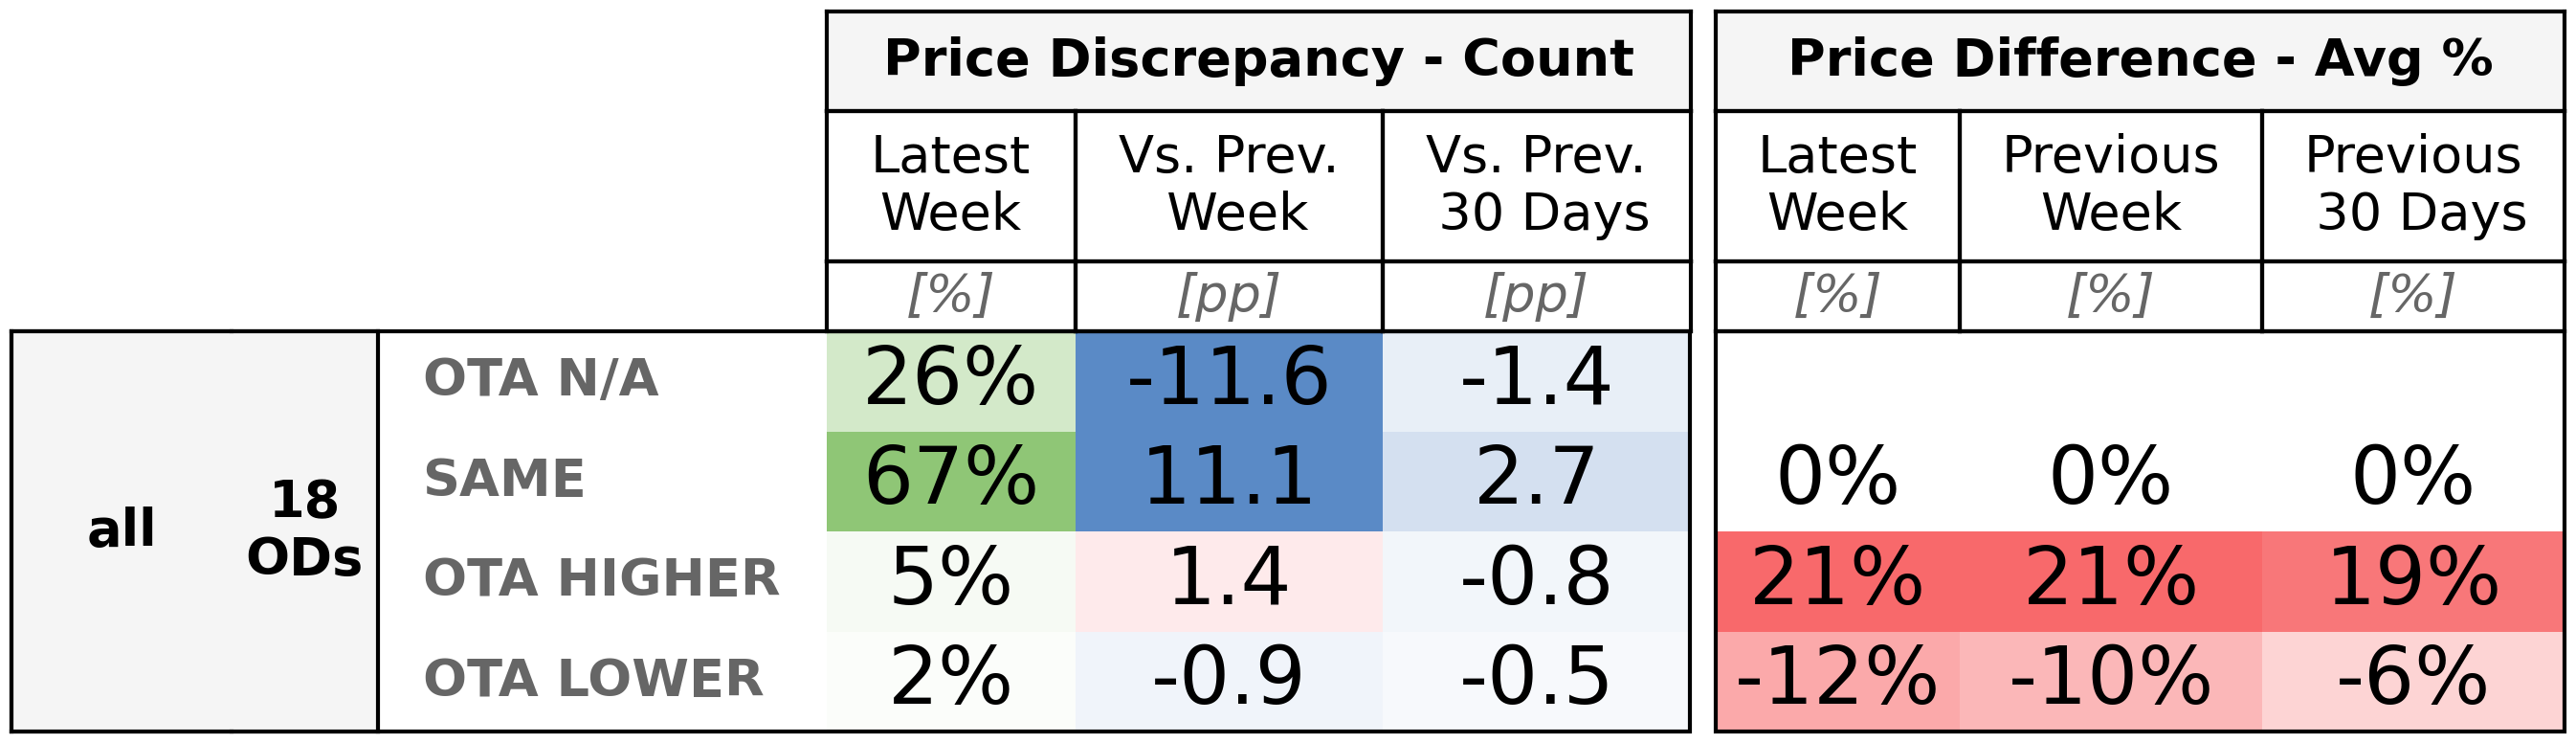 Price Discrepancy - Count Price Difference - Avg %
Latest Week Vs. Prev. Week Vs. Prev. 30 Days Latest Week Previous Week Previous 30 Days
[%] [pp] [pp] [%] [%] [%]
all 18 ODs
OTA N/A 26% -11.6 -1.4
SAME 67% 11.1 2.7 0% 0% 0%
OTA HIGHER 5% 1.4 -0.8 21% 21% 19%
OTA LOWER 2% -0.9 -0.5 -12% -10% -6%